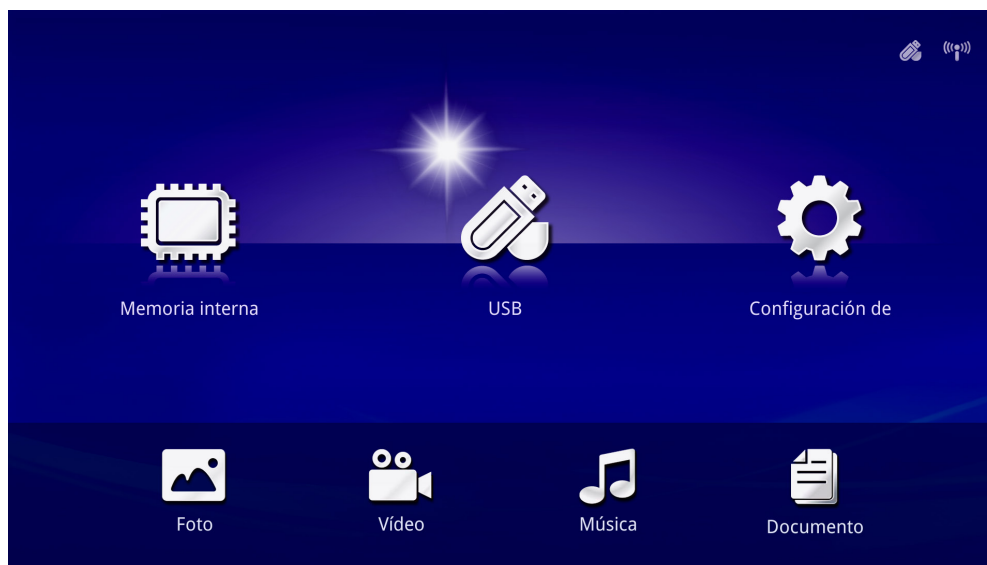 Memoria interna
USB
Configuración de
Foto
Vídeo
Música
Documento